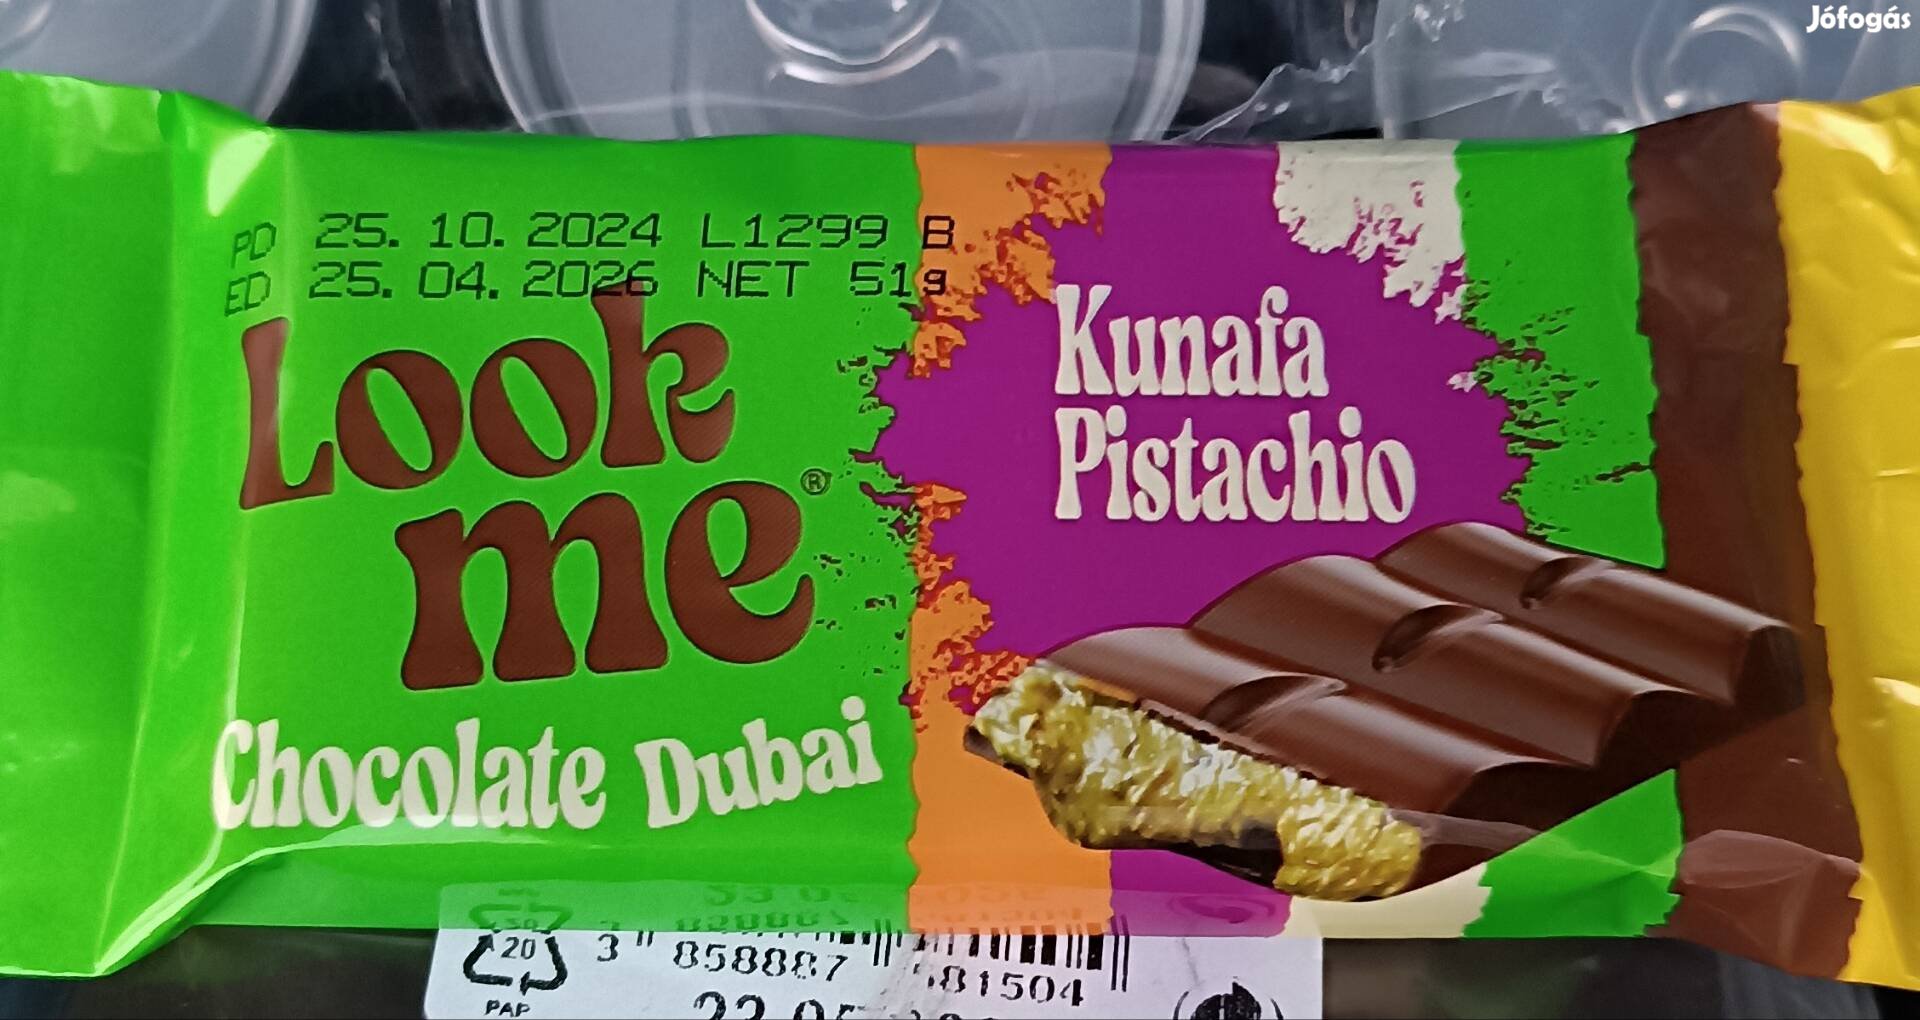 Jófogás
PD 25. 10. 2024 L1299 B
ED 25. 04. 2026 NET 51g
Look
me®
Chocolate Dubai
Kunafa
Pistachio
20
PAP
3 858887